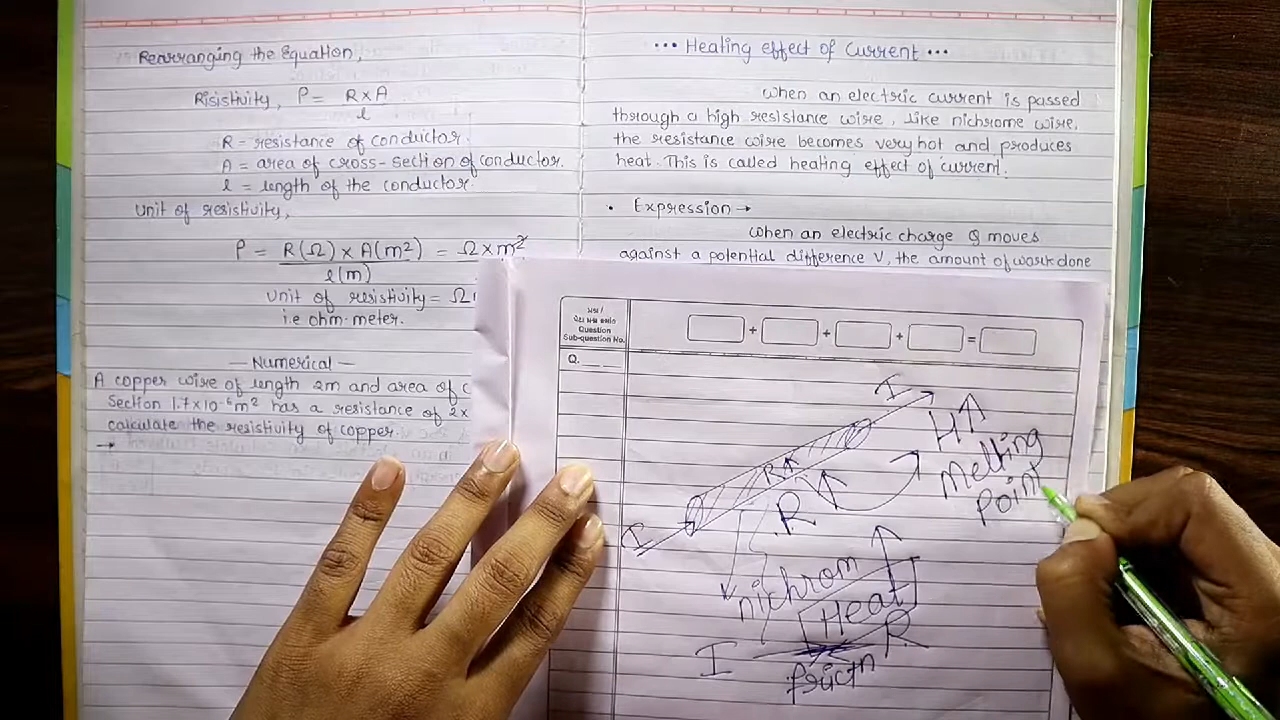 Rearranging the Equation,
Risistivity, P = R x A
l
R = resistance of conductor.
A = area of cross-section of conductor.
l = length of the conductor.
Unit of resistivity,
P = R(Ω) x A(m²) = Ω x m²
l(m)
Unit of resistivity = Ω
i.e ohm-meter.
— Numerical —
A copper wire of length 2m and area of c
Section 1.7x10⁻⁶m² has a resistance of 2x
calculate the resistivity of copper.
→
... Heating effect of Current ...
When an electric current is passed
through a high resistance wire, like nichrome wire,
the resistance wire becomes very hot and produces
heat. This is called heating effect of current.
• Expression →
When an electric charge Q moves
against a potential difference V, the amount of work done
Question
Sub-question No.
+ + + =
Q.
I
H↑
Melting
Point
R↑
R↑
I
nichrom
Heat
I R
frictn